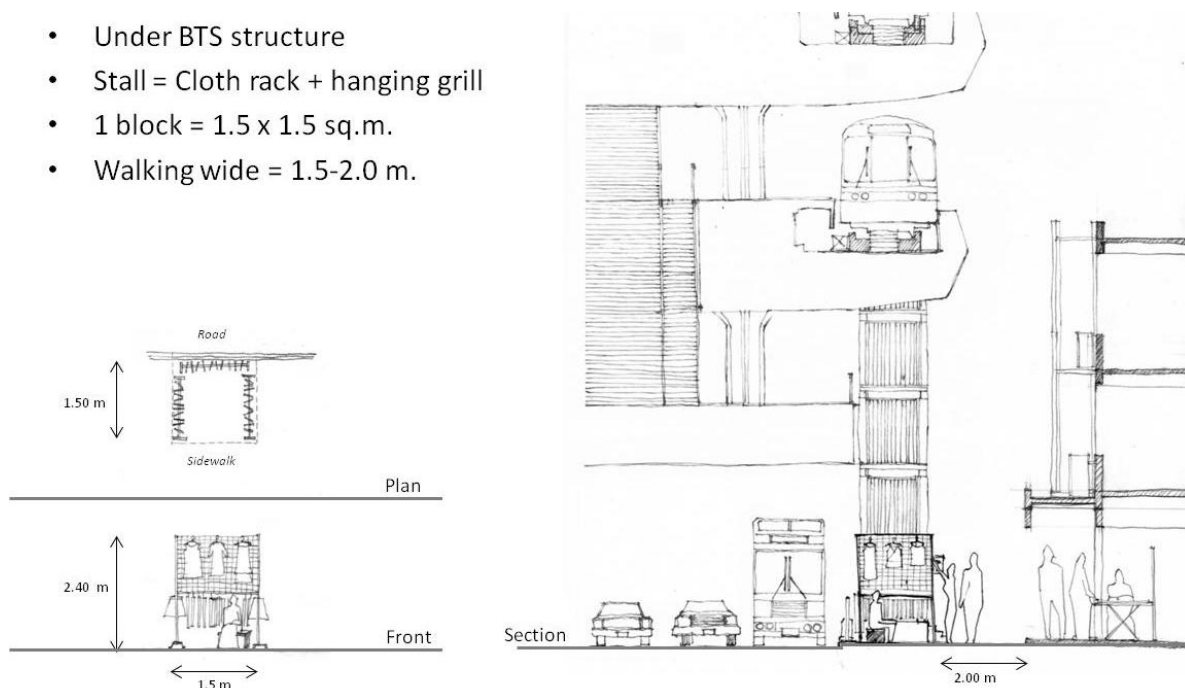 • Under BTS structure
• Stall = Cloth rack + hanging grill
• 1 block = 1.5 x 1.5 sq.m.
• Walking wide = 1.5-2.0 m.
Road
1.50 m
Sidewalk
Plan
2.40 m
Front
1.5 m
Section
2.00 m